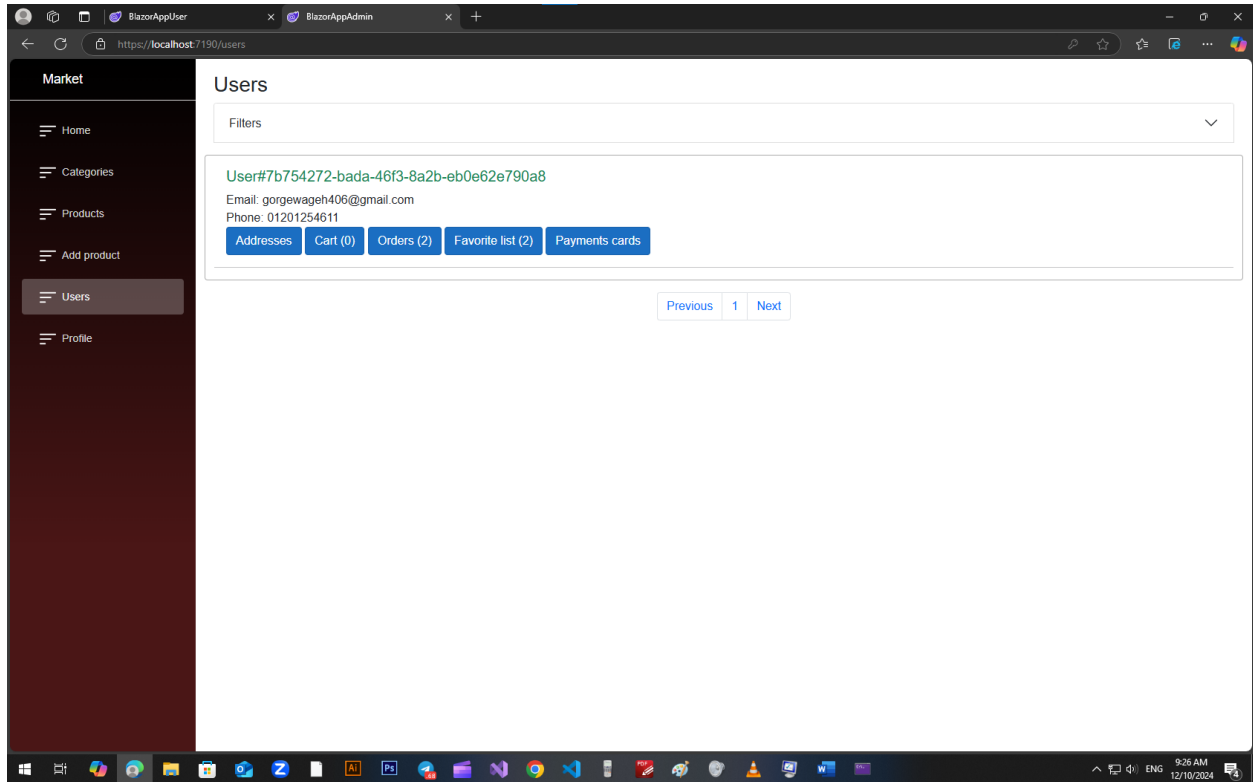 BlazorAppUser
BlazorAppAdmin
https://localhost:7190/users
Market
Home
Categories
Products
Add product
Users
Profile
Users
Filters
User#7b754272-bada-46f3-8a2b-eb0e62e790a8
Email: gorgewageh406@gmail.com
Phone: 01201254611
Addresses Cart (0) Orders (2) Favorite list (2) Payments cards
Previous 1 Next
Ai Ps
ENG 9:26 AM
12/10/2024